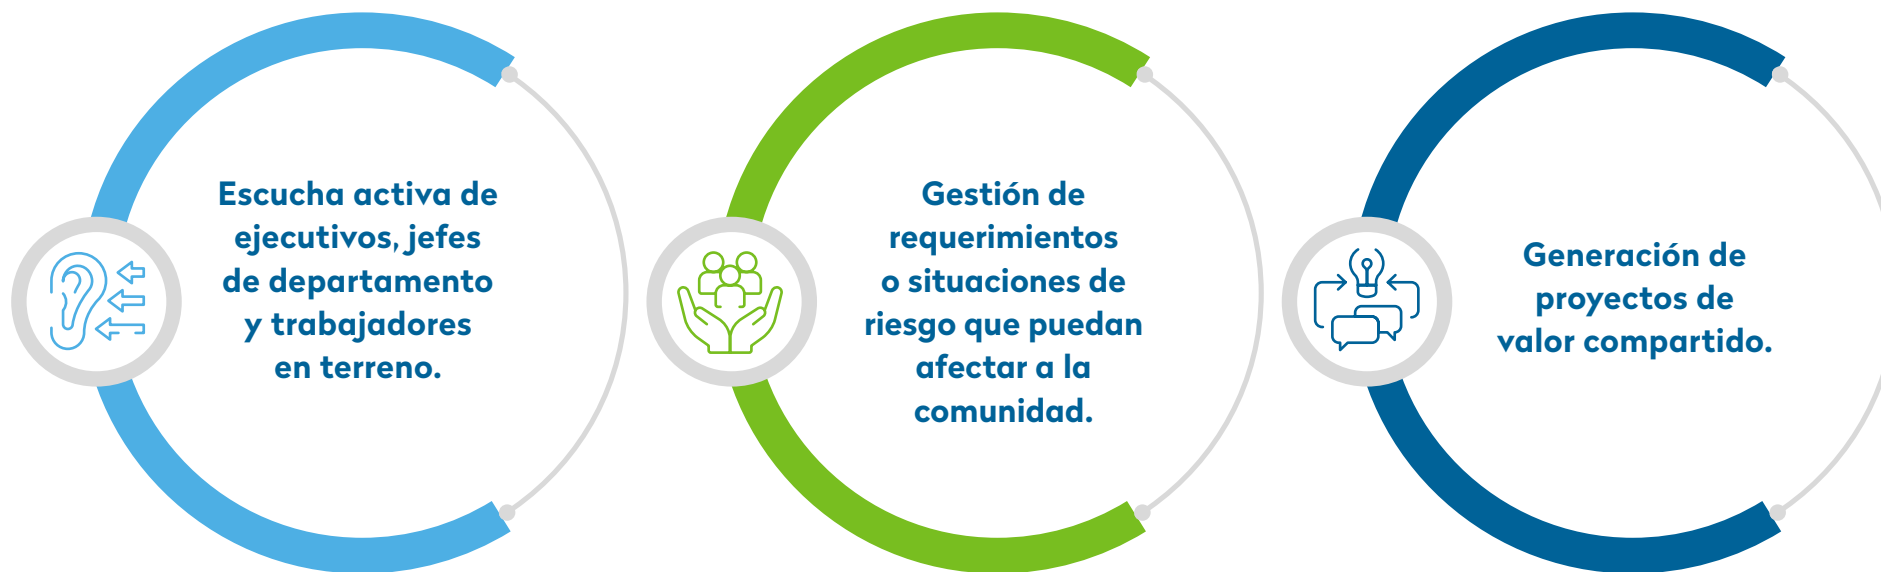 Escucha activa de
ejecutivos, jefes
de departamento
y trabajadores
en terreno.
Gestión de
requerimientos
o situaciones de
riesgo que puedan
afectar a la
comunidad.
Generación de
proyectos de
valor compartido.